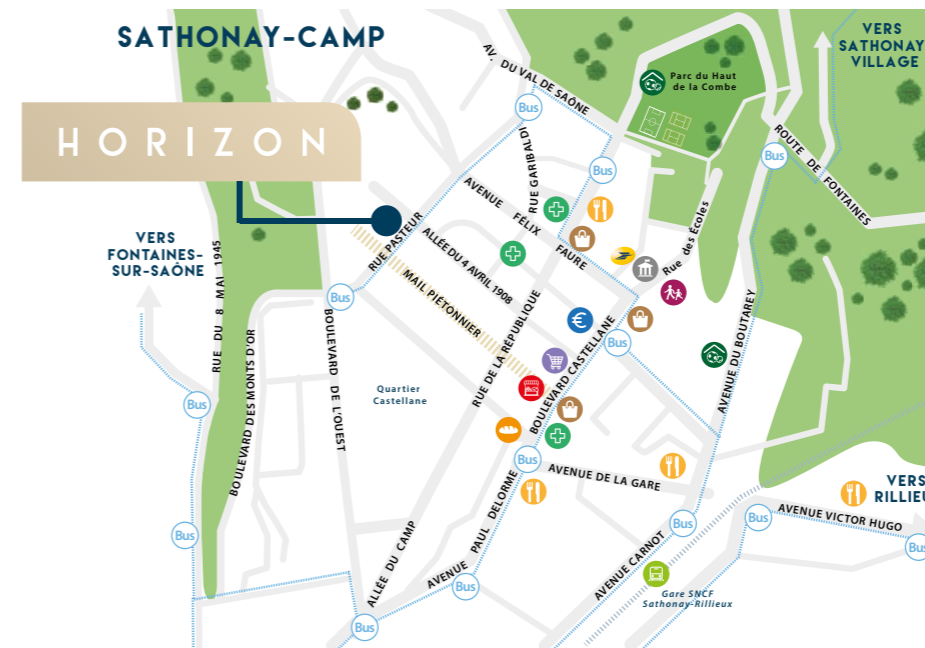 SATHONAY-CAMP
HORIZON
VERS
SATHONAY
VILLAGE
AV. DU VAL DE SAÔNE
Parc du Haut
de la Combe
Bus
RUE GARIBALDI
Bus
Bus
ROUTE DE FONTAINES
AVENUE FÉLIX FAURE
RUE PASTEUR
ALLÉE DU 4 AVRIL 1908
Rue des Écoles
VERS
FONTAINES-
SUR-SAÔNE
RUE DU 8 MAI 1945
Bus
MAIL PIÉTONNIER
BOULEVARD DES MONTS D'OR
BOULEVARD DE L'OUEST
RUE DE LA RÉPUBLIQUE
€
BOULEVARD CASTELLANE
Bus
AVENUE DU BOUTAREY
Quartier
Castellane
Bus
Bus
AVENUE DE LA GARE
VERS
RILLIEU
Bus
AVENUE PAUL DELORME
Bus
Bus
AVENUE VICTOR HUGO
Bus
ALLÉE DU CAMP
AVENUE CARNOT
Bus
Gare SNCF
Sathonay-Rillieux
Bus